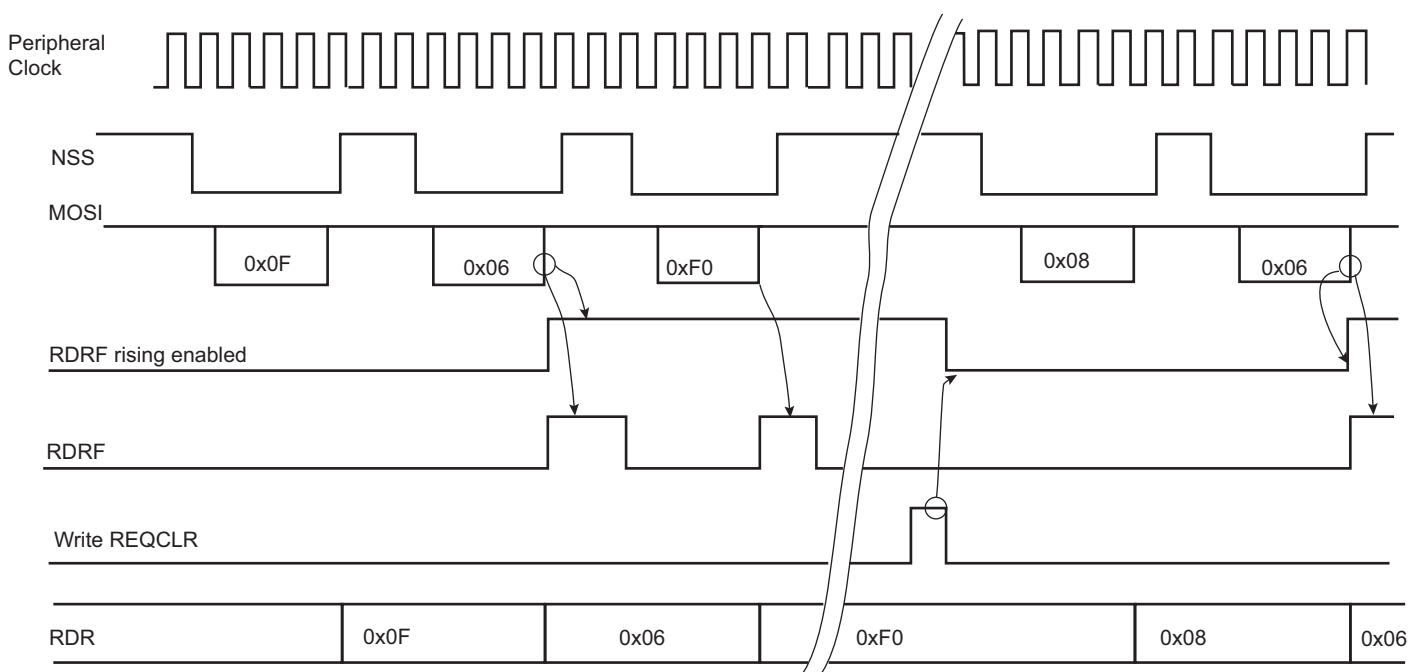 Peripheral
Clock
NSS
MOSI
0x0F
0x06
0xF0
0x08
0x06
RDRF rising enabled
RDRF
Write REQCLR
RDR
0x0F
0x06
0xF0
0x08
0x06